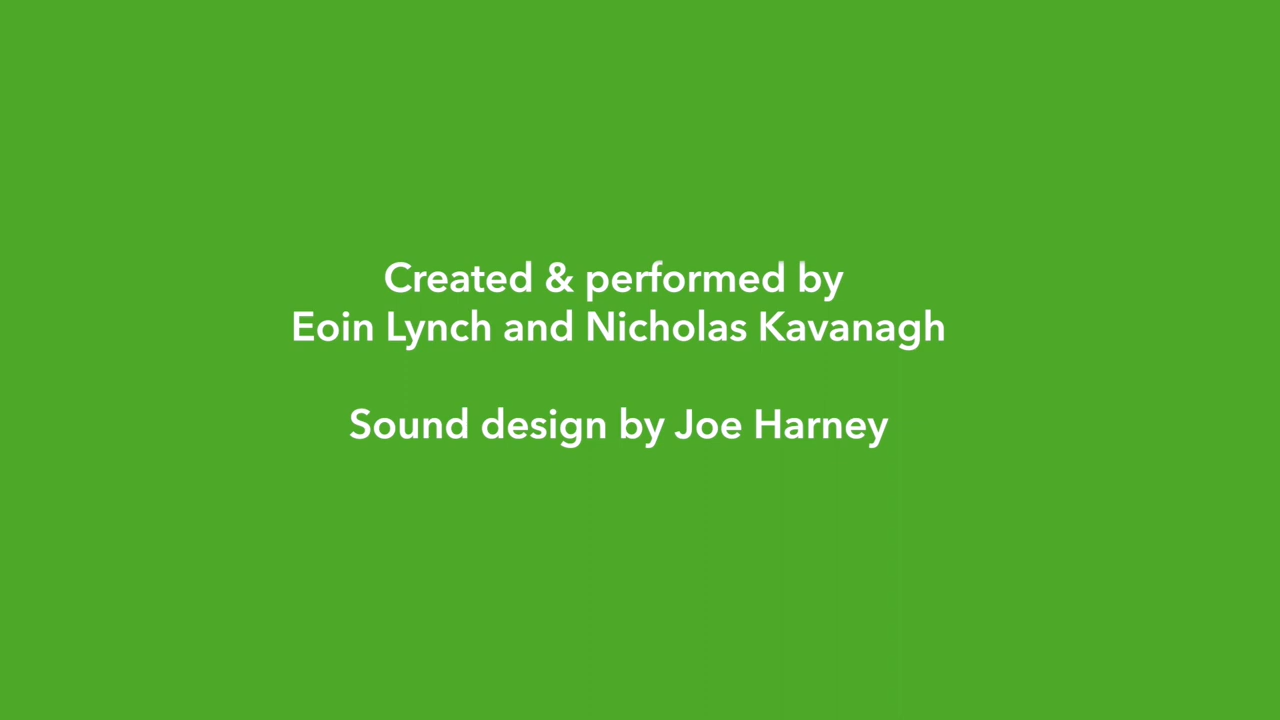 Created & performed by
Eoin Lynch and Nicholas Kavanagh
Sound design by Joe Harney